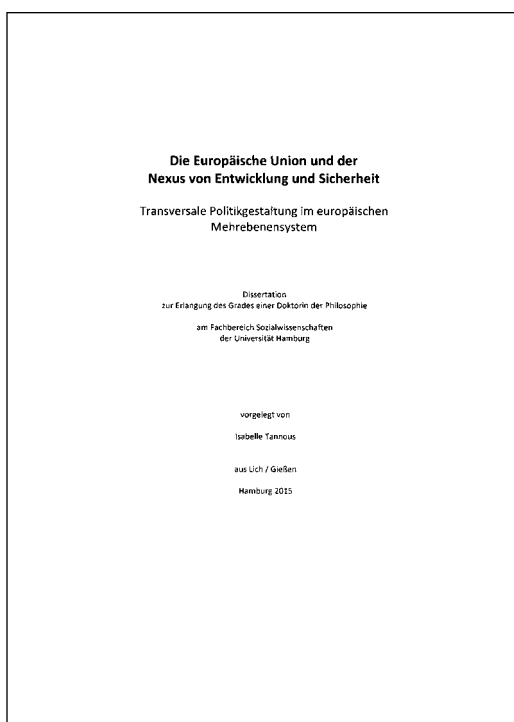 Die Europäische Union und der
Nexus von Entwicklung und Sicherheit
Transversale Politikgestaltung im europäischen
Mehrebenensystem
Dissertation
zur Erlangung des Grades einer Doktorin der Philosophie
am Fachbereich Sozialwissenschaften
der Universität Hamburg
vorgelegt von
Isabelle Tannous
aus Lich / Gießen
Hamburg 2015